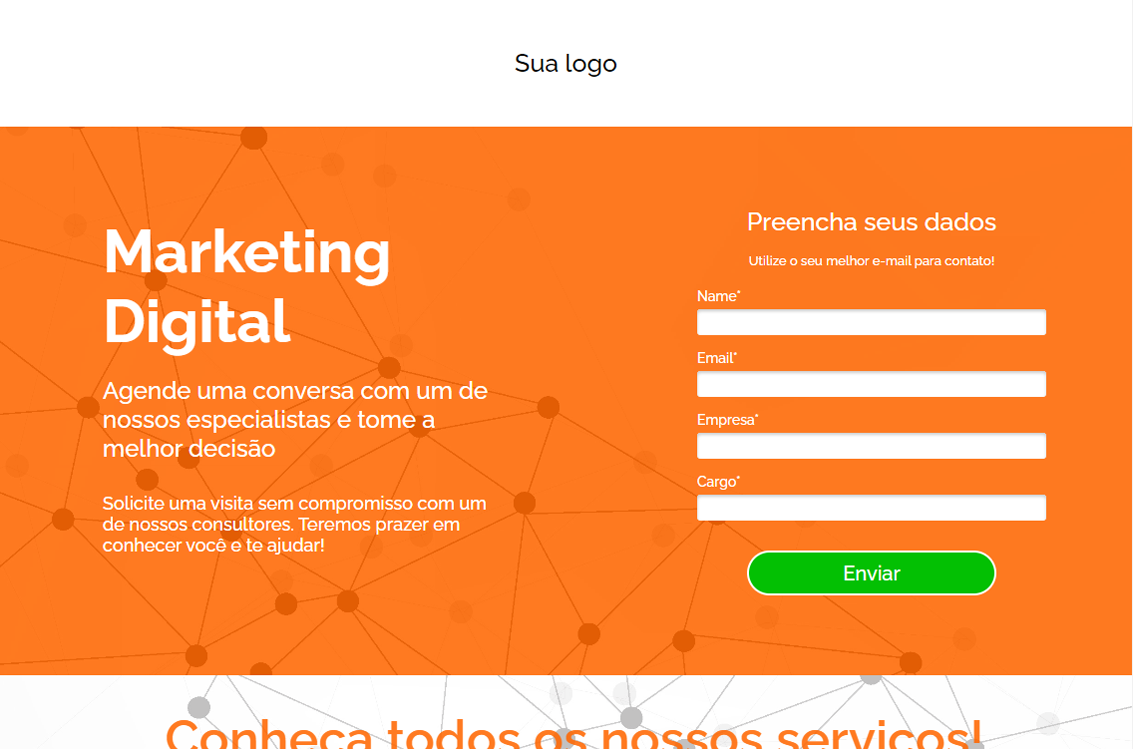 Sua logo
Marketing
Digital
Agende uma conversa com um de
nossos especialistas e tome a
melhor decisão
Solicite uma visita sem compromisso com um
de nossos consultores. Teremos prazer em
conhecer você e te ajudar!
Preencha seus dados
Utilize o seu melhor e-mail para contato!
Name*
Email*
Empresa*
Cargo*
Enviar
Conheça todos os nossos serviços!